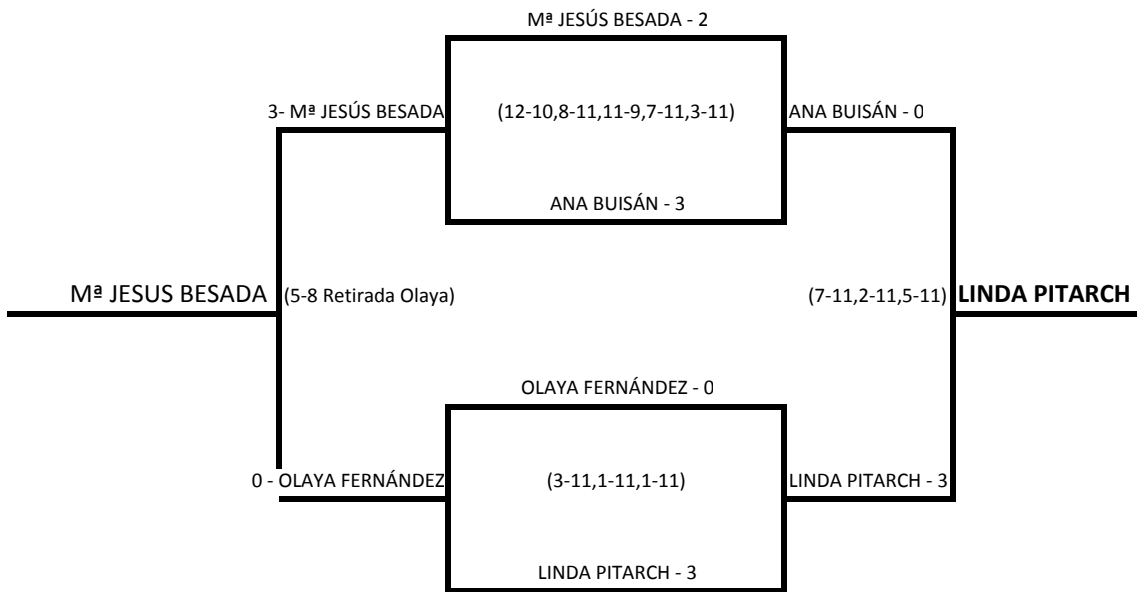 Mª JESÚS BESADA - 2
3- Mª JESÚS BESADA
(12-10,8-11,11-9,7-11,3-11)
ANA BUISÁN - 0
ANA BUISÁN - 3
Mª JESUS BESADA
(5-8 Retirada Olaya)
(7-11,2-11,5-11)
LINDA PITARCH
OLAYA FERNÁNDEZ - 0
0 - OLAYA FERNÁNDEZ
(3-11,1-11,1-11)
LINDA PITARCH - 3
LINDA PITARCH - 3